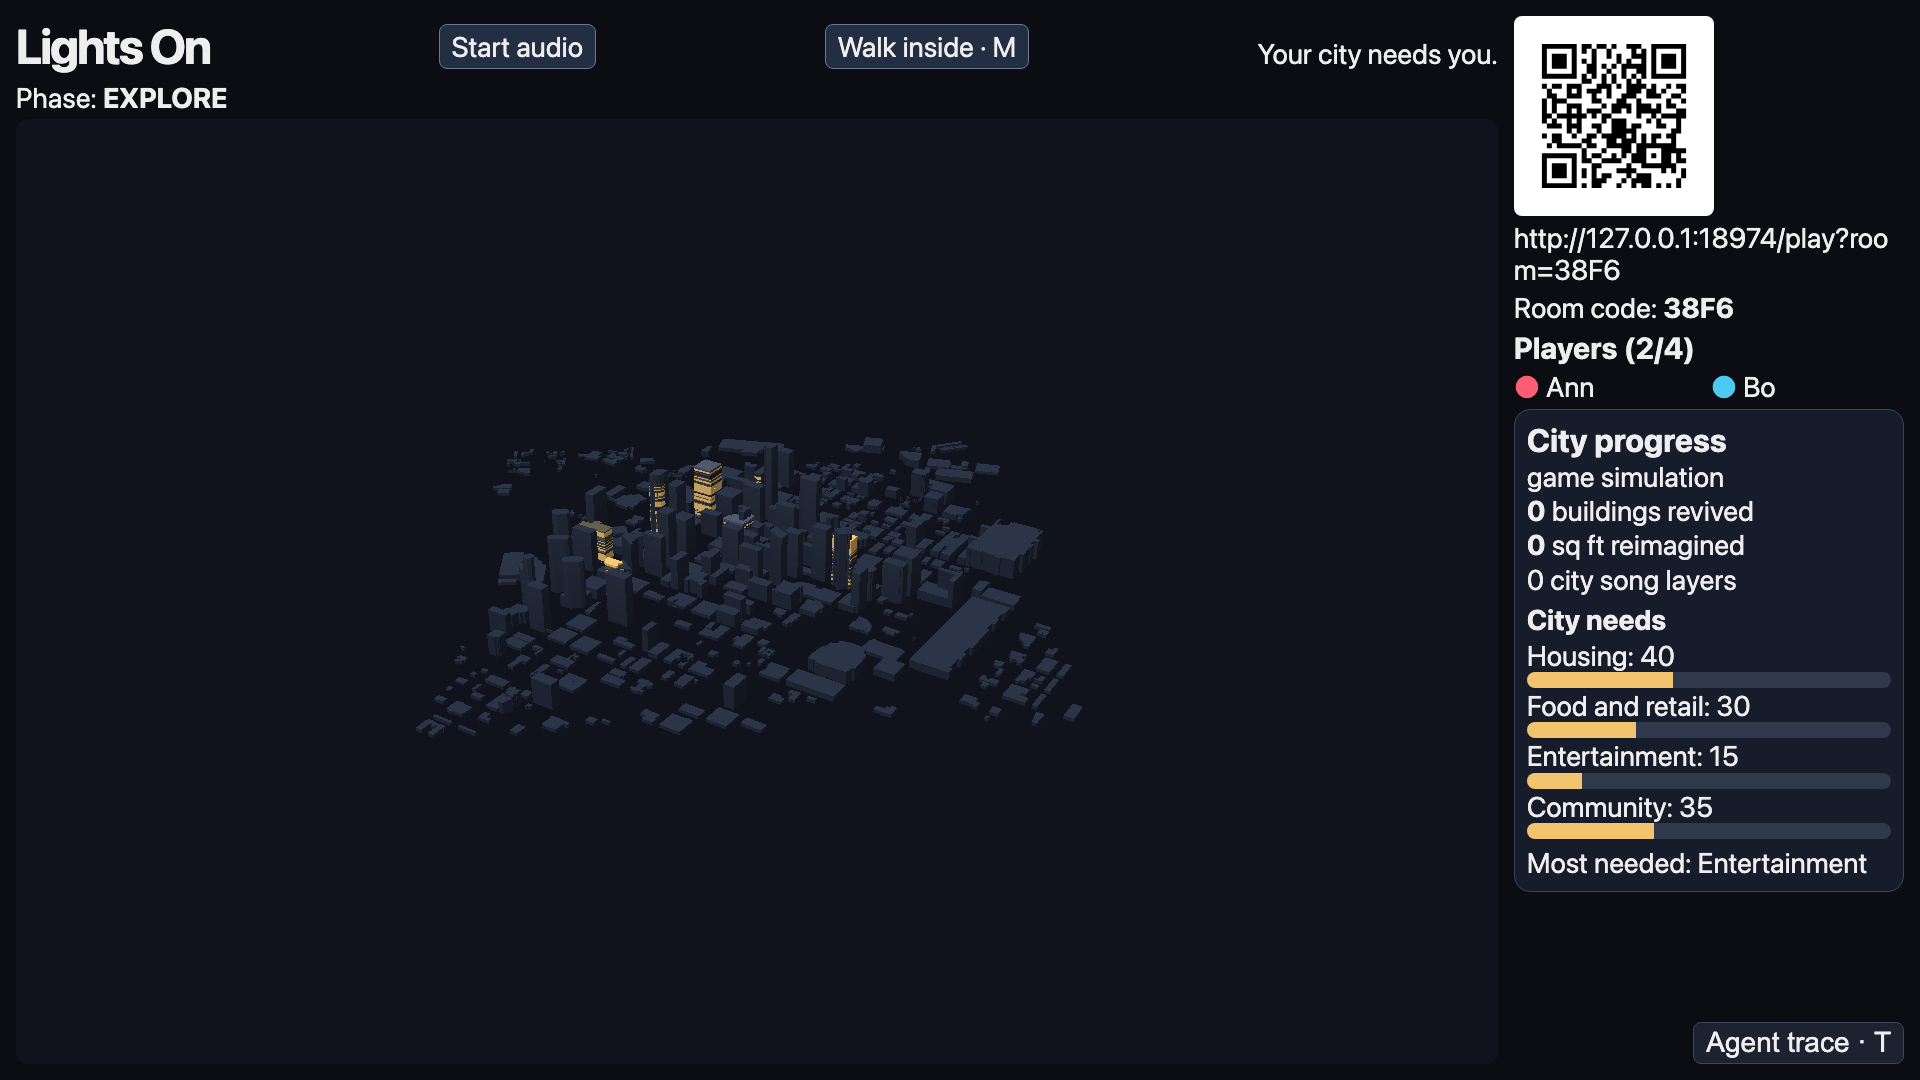 Lights On
Start audio
Walk inside · M
Your city needs you.
Phase: EXPLORE
http://127.0.0.1:18974/play?roo
m=38F6
Room code: 38F6
Players (2/4)
Ann
Bo
City progress
game simulation
0 buildings revived
0 sq ft reimagined
0 city song layers
City needs
Housing: 40
Food and retail: 30
Entertainment: 15
Community: 35
Most needed: Entertainment
Agent trace · T